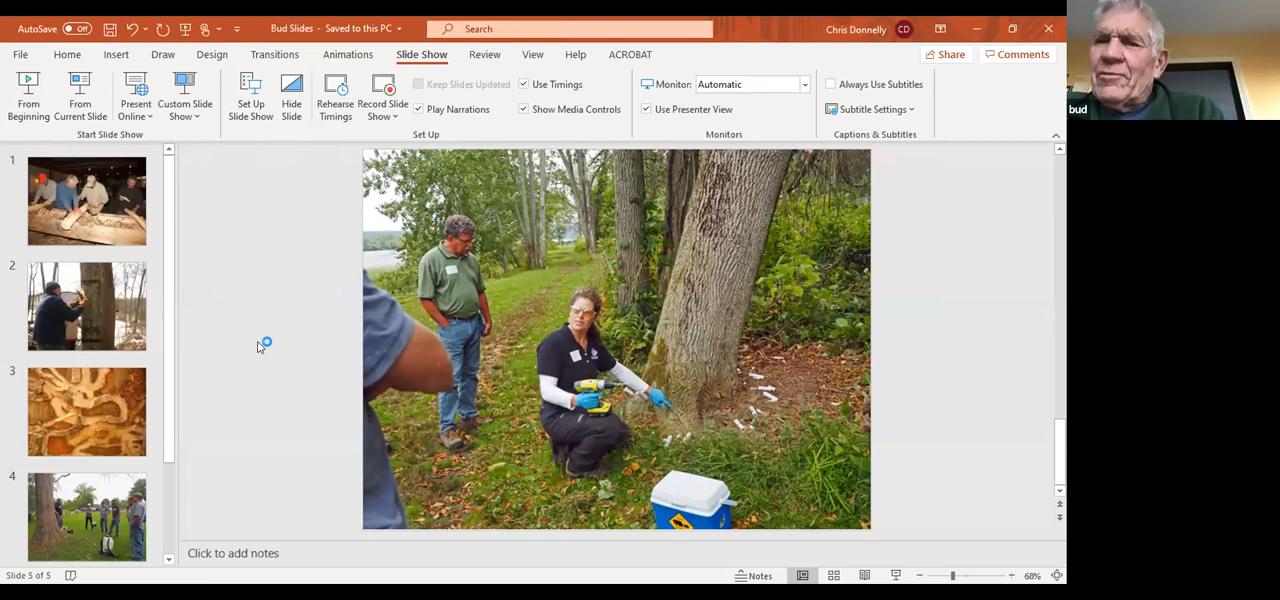 AutoSave Off Bud Slides - Saved to this PC Search Chris Donnelly CD
File Home Insert Draw Design Transitions Animations Slide Show Review View Help ACROBAT Share Comments
From Beginning
From Current Slide
Present Online
Custom Slide Show
Set Up Slide Show
Hide Slide
Rehearse Timings
Record Slide Show
Keep Slides Updated
Play Narrations
Use Timings
Show Media Controls
Monitor: Automatic
Use Presenter View
Always Use Subtitles
Subtitle Settings
Start Slide Show Set Up Monitors Captions & Subtitles
bud
1
2
3
4
Click to add notes
Slide 5 of 5 Notes 68%